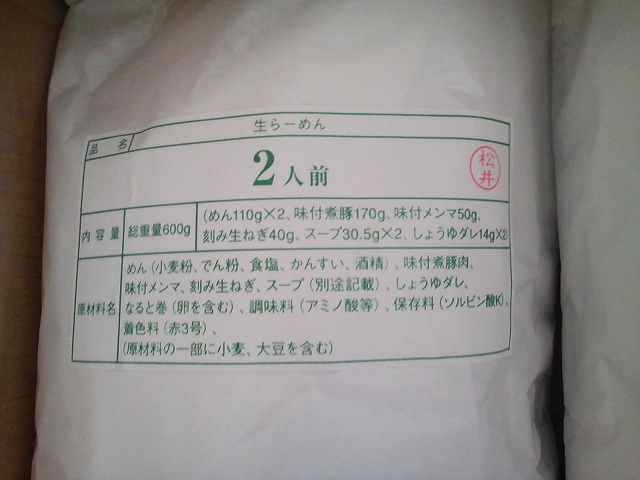 品名
生らーめん
2人前
松井
内容量
総重量600g
(めん110g×2、味付煮豚170g、味付メンマ50g、
刻み生ねぎ40g、スープ30.5g×2、しょうゆダレ14g×2)
原材料名
めん(小麦粉、でん粉、食塩、かんすい、酒精)、味付煮豚肉、
味付メンマ、刻み生ねぎ、スープ(別途記載)、しょうゆダレ、
なると巻(卵を含む)、調味料(アミノ酸等)、保存料(ソルビン酸K)、
着色料(赤3号)、
(原材料の一部に小麦、大豆を含む)